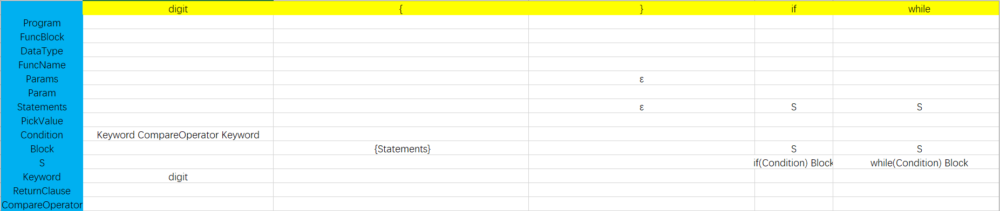 digit { } if while
Program
FuncBlock
DataType
FuncName
Params ε
Param
Statements ε S S
PickValue
Condition Keyword CompareOperator Keyword
Block {Statements} S S
S if(Condition) Block while(Condition) Block
Keyword digit
ReturnClause
CompareOperator